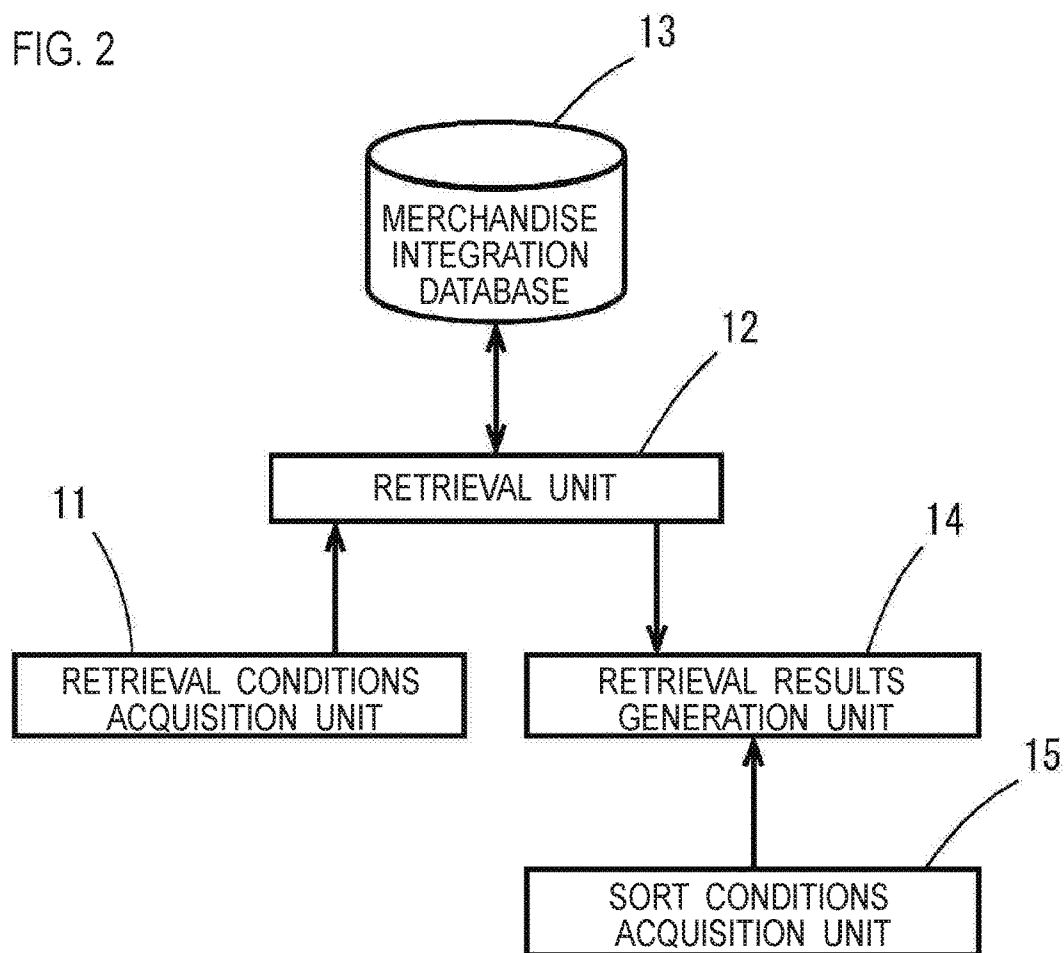 FIG. 2
13
MERCHANDISE
INTEGRATION
DATABASE
12
RETRIEVAL UNIT
11
14
RETRIEVAL CONDITIONS
ACQUISITION UNIT
RETRIEVAL RESULTS
GENERATION UNIT
15
SORT CONDITIONS
ACQUISITION UNIT